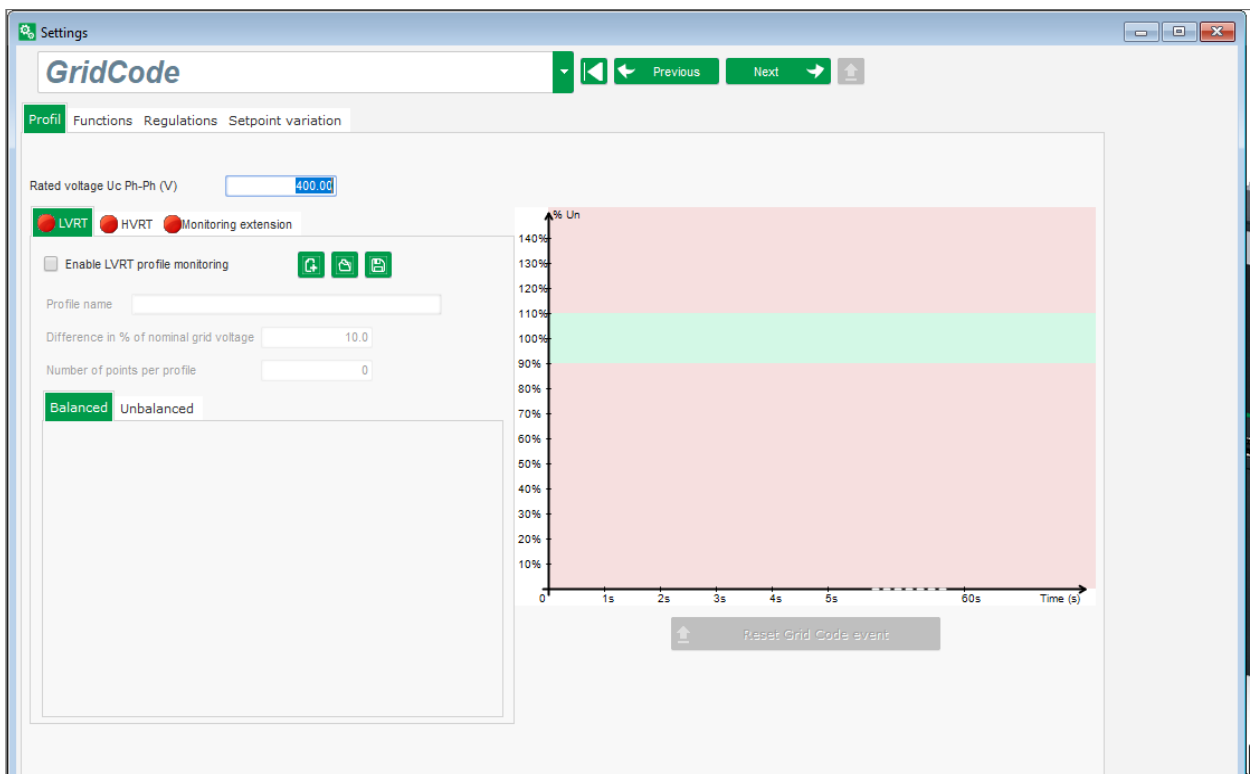 Settings
GridCode
Previous
Next
Profil Functions Regulations Setpoint variation
Rated voltage Uc Ph-Ph (V) 400.00
LVRT HVRT Monitoring extension
Enable LVRT profile monitoring
Profile name
Difference in % of nominal grid voltage 10.0
Number of points per profile 0
Balanced Unbalanced
% Un
140%
130%
120%
110%
100%
90%
80%
70%
60%
50%
40%
30%
20%
10%
0 1s 2s 3s 4s 5s 60s Time (s)
Reset Grid Code event